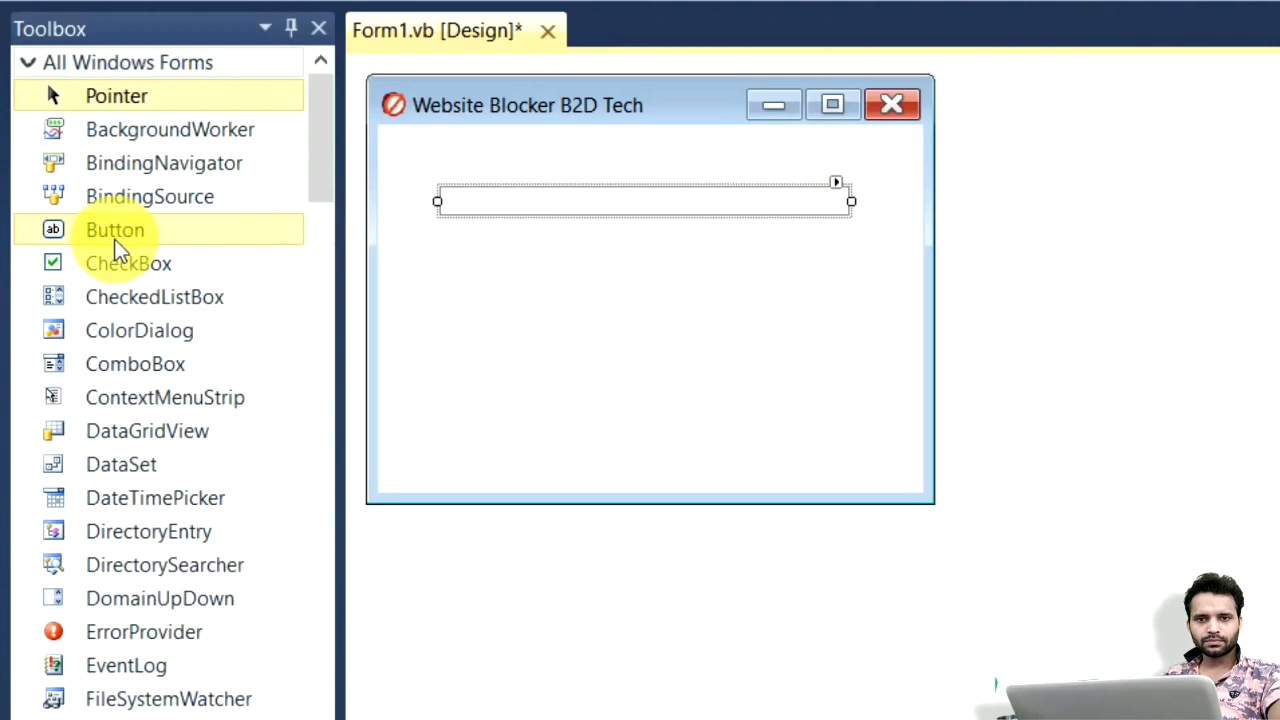 Toolbox
All Windows Forms
Pointer
BackgroundWorker
BindingNavigator
BindingSource
ab Button
CheckBox
CheckedListBox
ColorDialog
ComboBox
ContextMenuStrip
DataGridView
DataSet
DateTimePicker
DirectoryEntry
DirectorySearcher
DomainUpDown
ErrorProvider
EventLog
FileSystemWatcher
Form1.vb [Design]*
Website Blocker B2D Tech